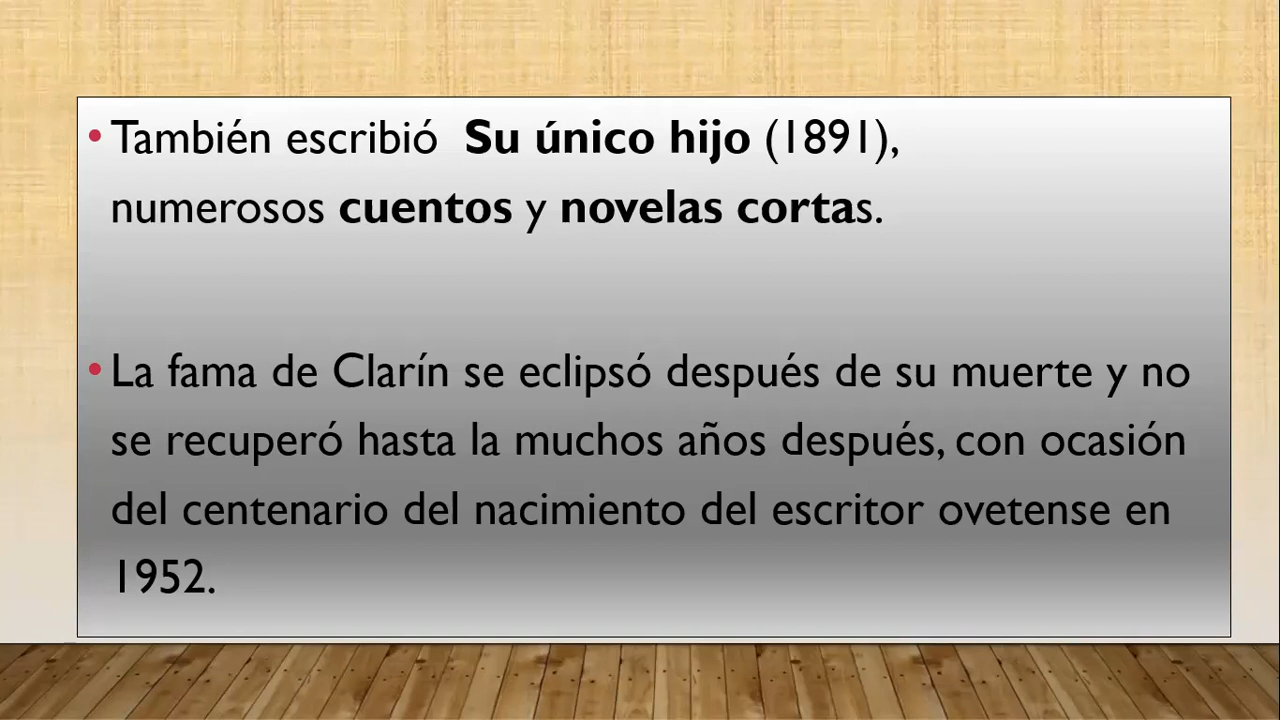 • También escribió  Su único hijo (1891),
numerosos cuentos y novelas cortas.
• La fama de Clarín se eclipsó después de su muerte y no
se recuperó hasta la muchos años después, con ocasión
del centenario del nacimiento del escritor ovetense en
1952.